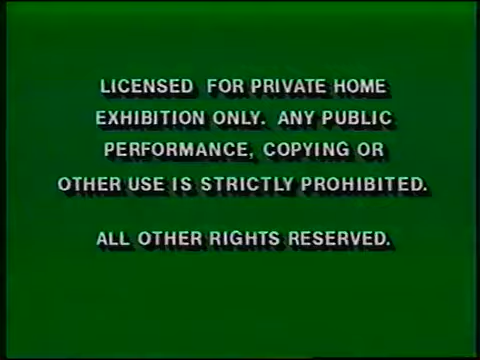 LICENSED FOR PRIVATE HOME
EXHIBITION ONLY. ANY PUBLIC
PERFORMANCE, COPYING OR
OTHER USE IS STRICTLY PROHIBITED.
ALL OTHER RIGHTS RESERVED.